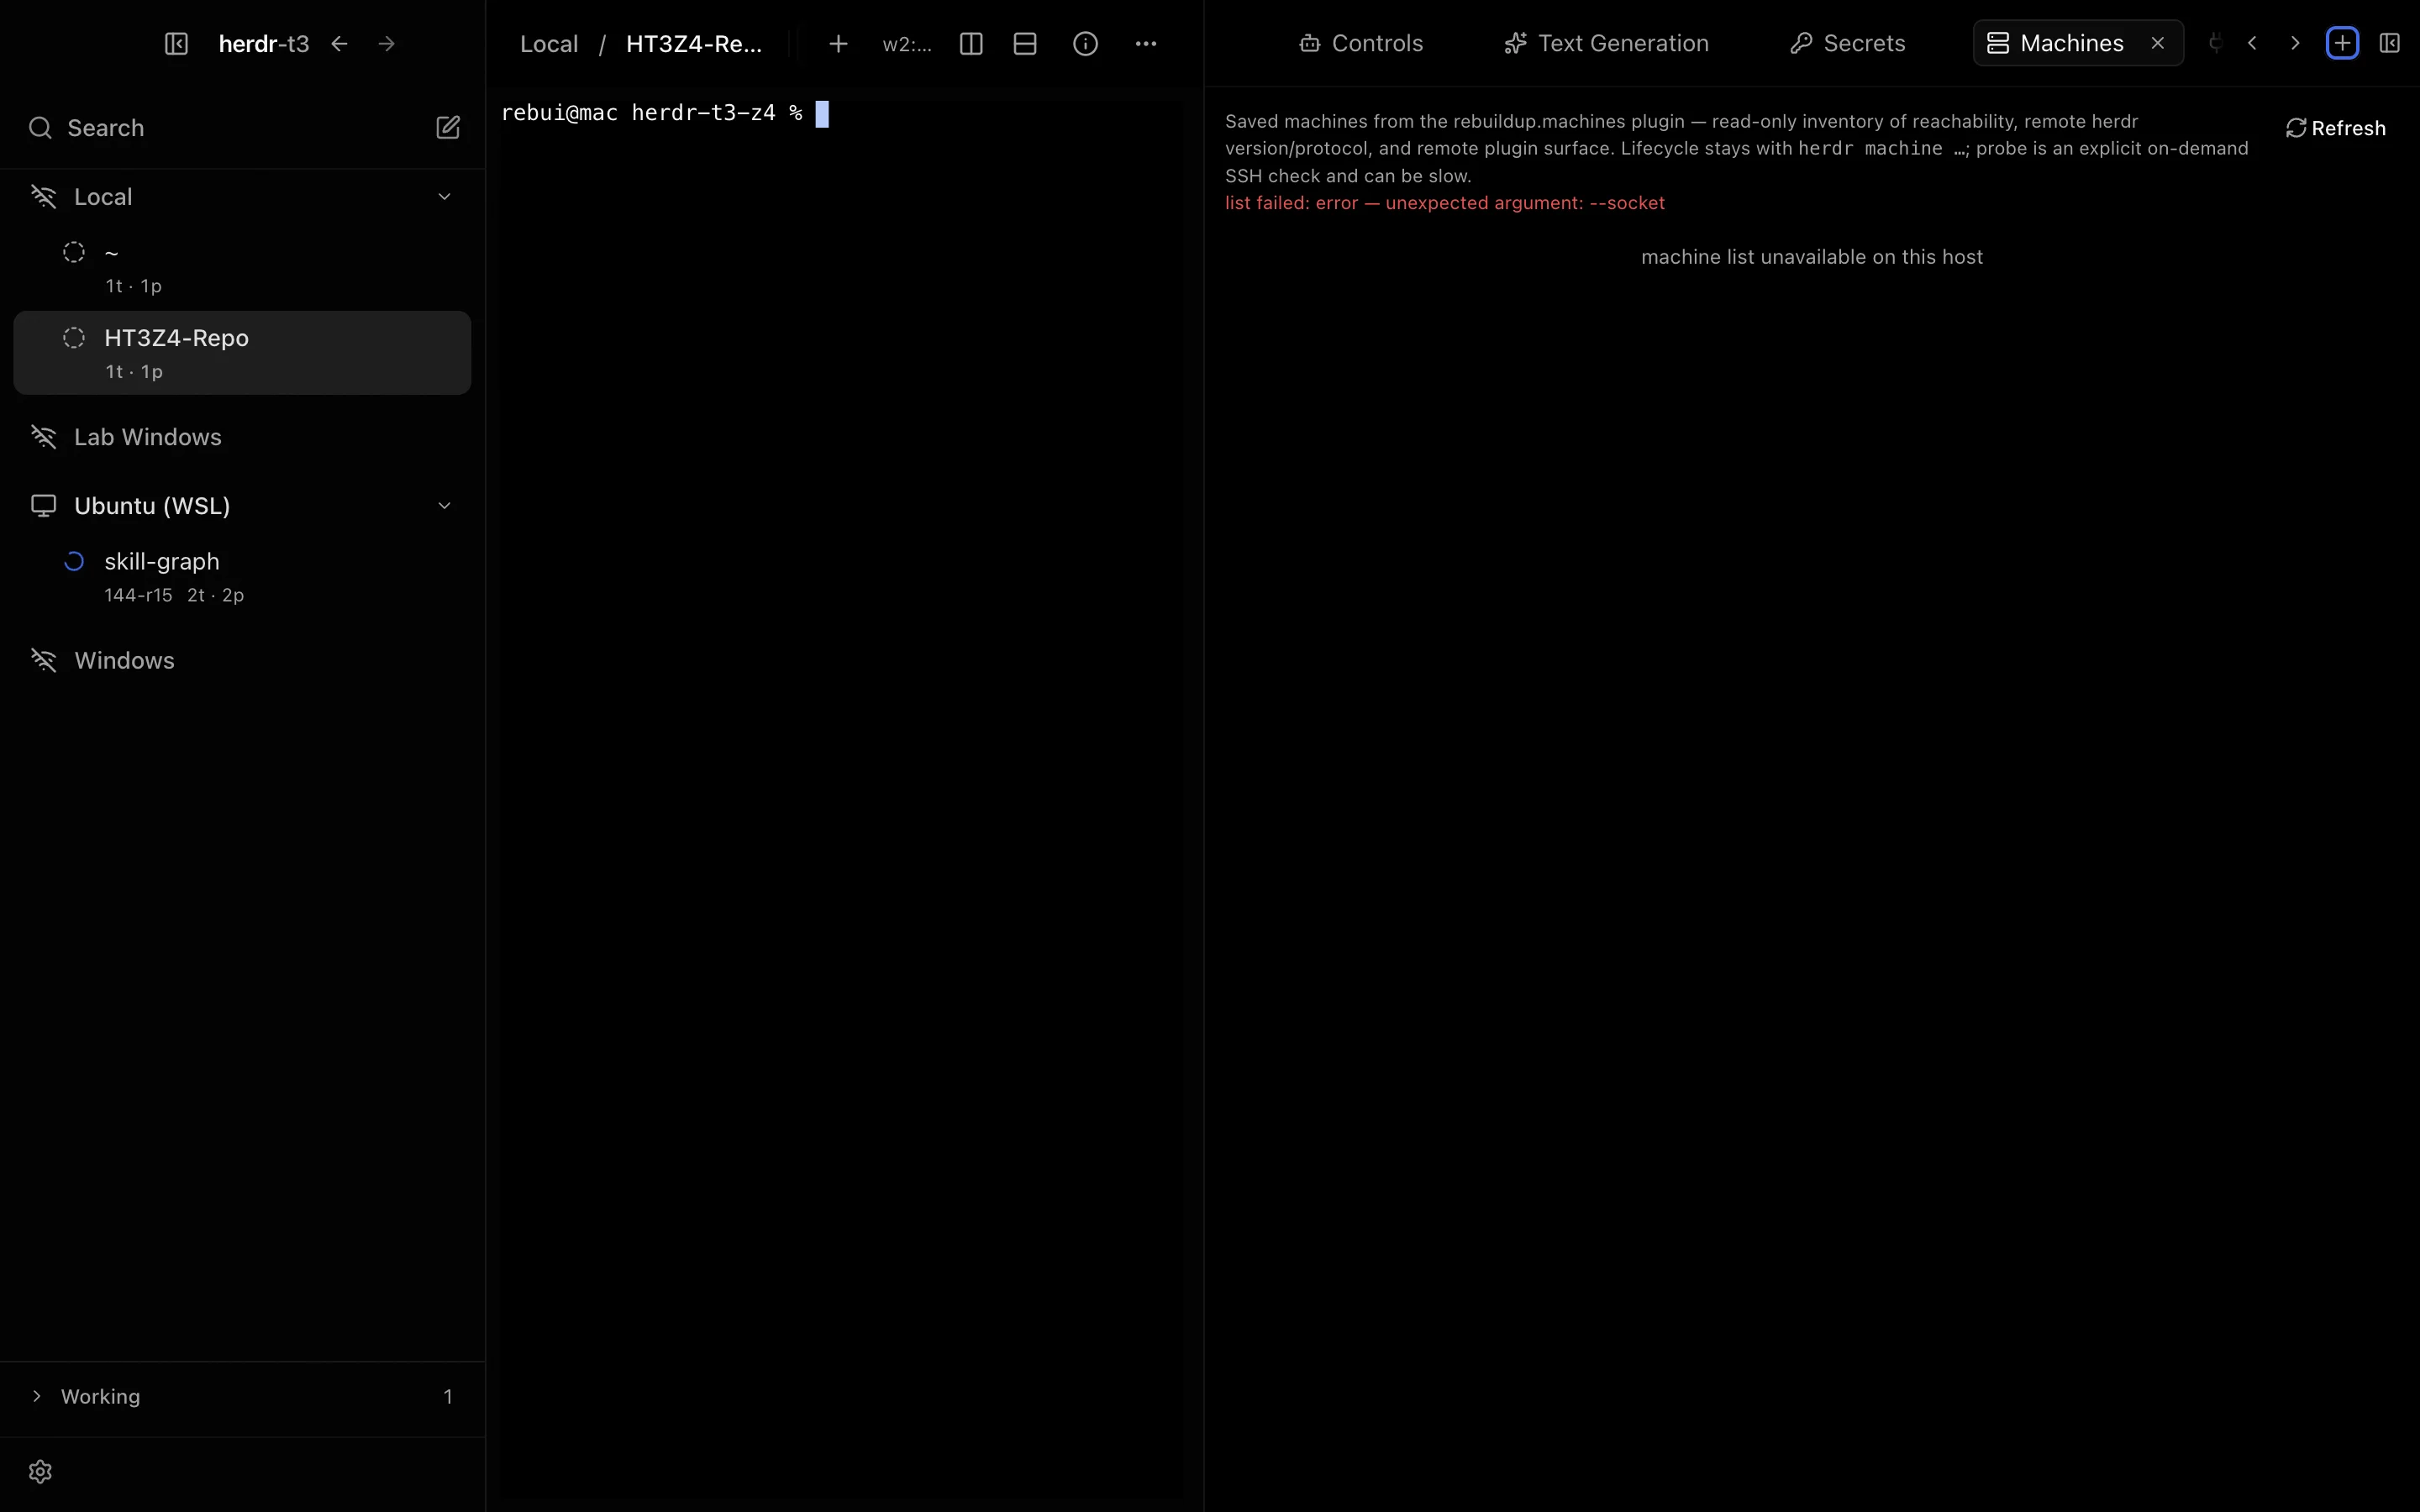 herdr-t3
Search
Local
~
1t · 1p
HT3Z4-Repo
1t · 1p
Lab Windows
Ubuntu (WSL)
skill-graph
144-r15 2t · 2p
Windows
Working 1
Local / HT3Z4-Re... w2:...
rebui@mac herdr-t3-z4 %
Controls Text Generation Secrets Machines
Saved machines from the rebuildup.machines plugin — read-only inventory of reachability, remote herdr
version/protocol, and remote plugin surface. Lifecycle stays with herdr machine …; probe is an explicit on-demand
SSH check and can be slow.
list failed: error — unexpected argument: --socket
Refresh
machine list unavailable on this host